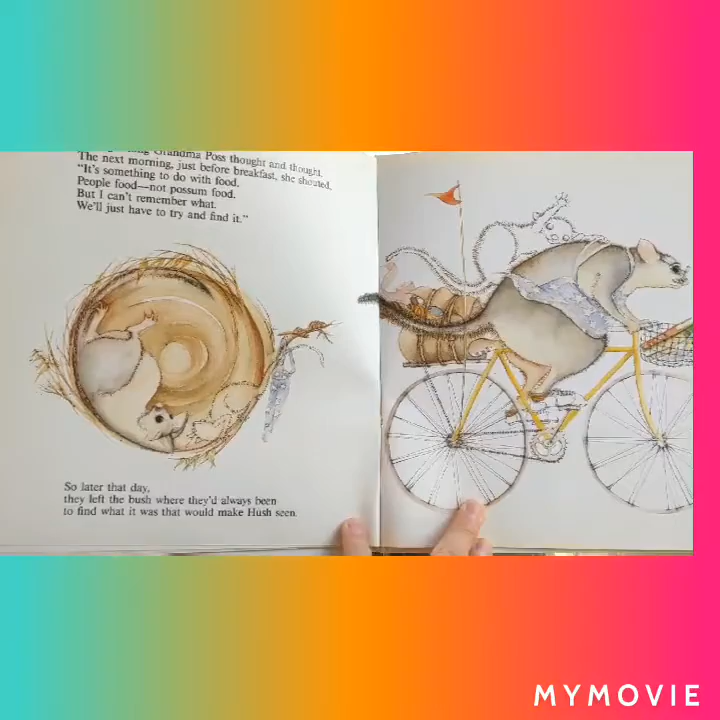 Grandma Poss thought and thought.
The next morning, just before breakfast, she shouted,
"It's something to do with food.
People food—not possum food.
But I can't remember what.
We'll just have to try and find it."
So later that day,
they left the bush where they'd always been
to find what it was that would make Hush seen.
MYMOVIE